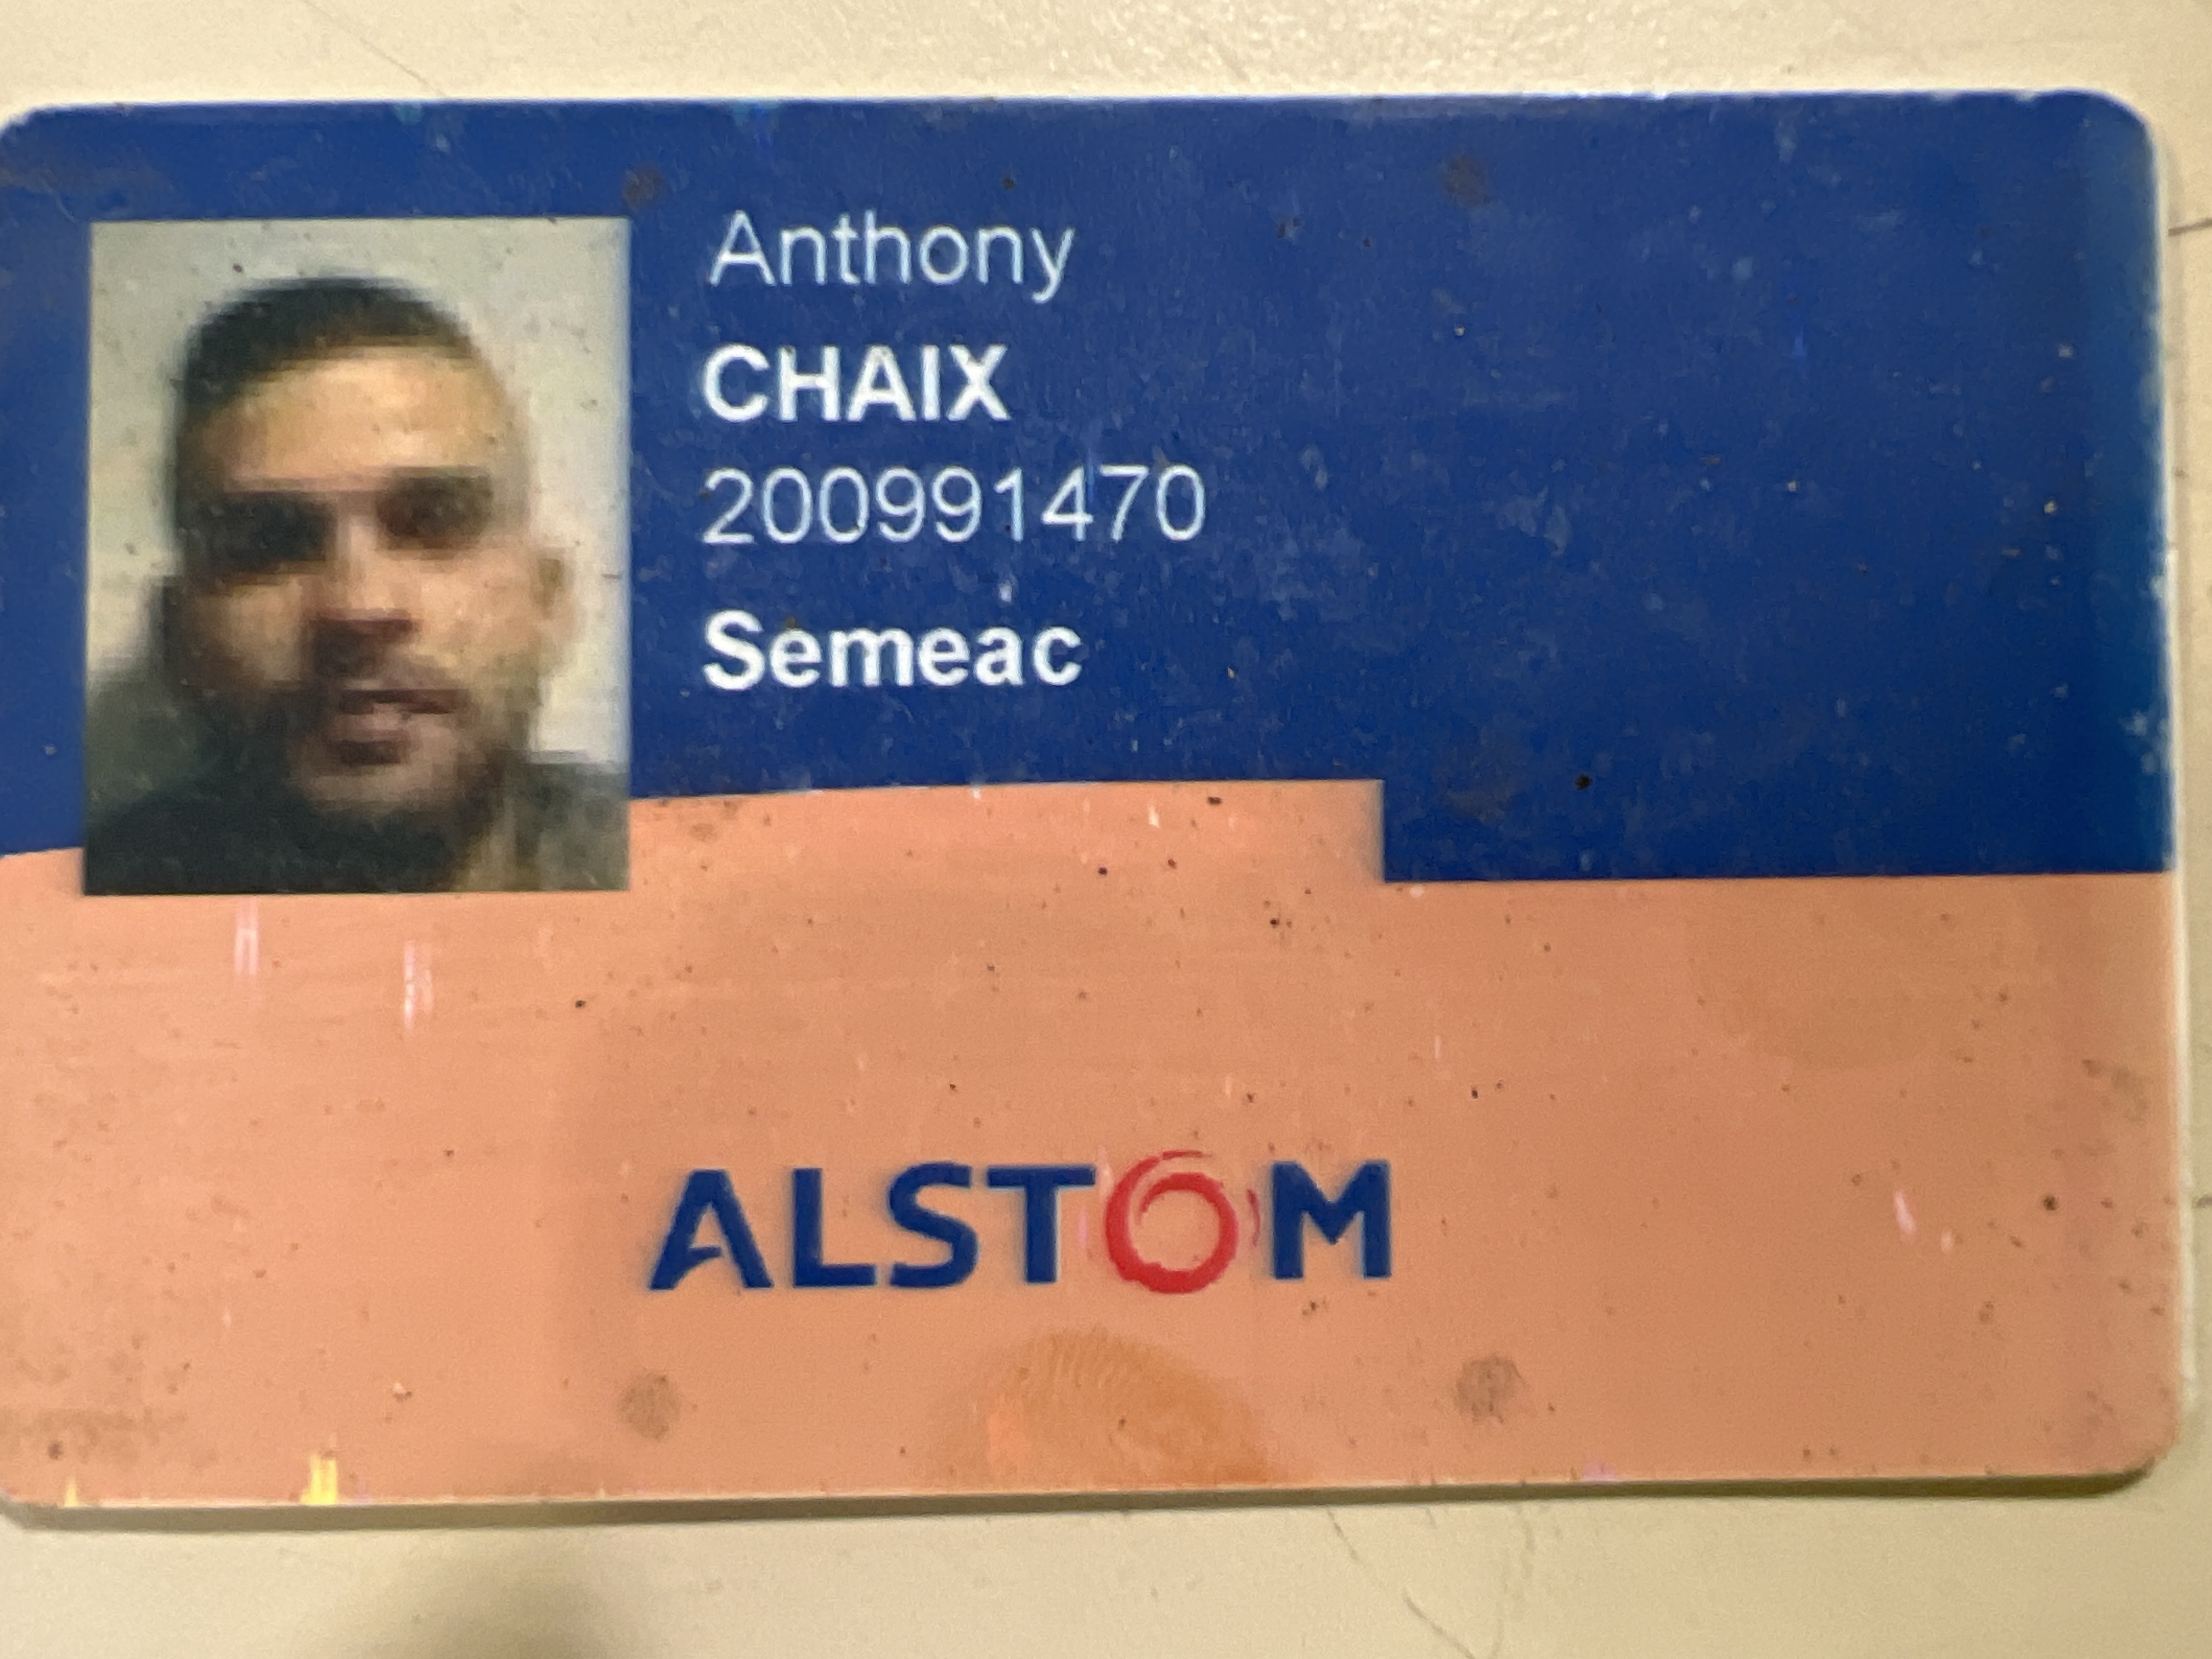 Anthony
CHAIX
200991470
Semeac
ALSTOM